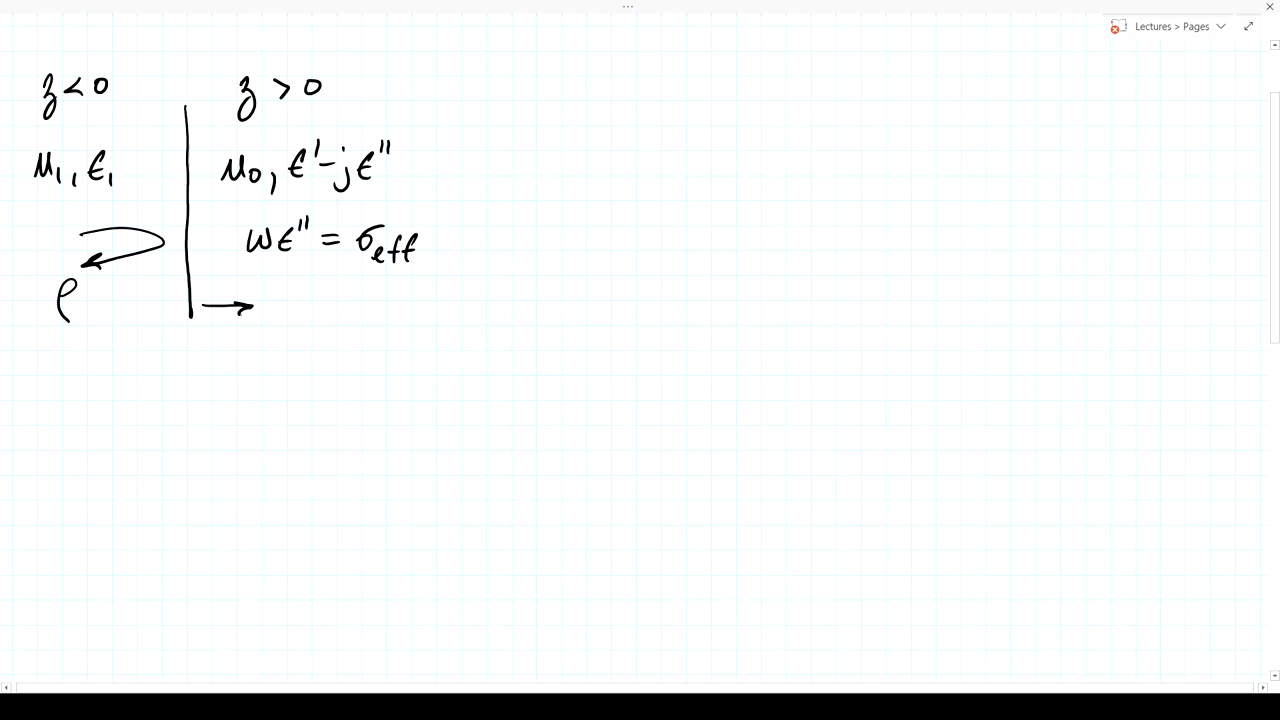 Lectures > Pages
z < 0
z > 0
μ₁, ϵ₁
μ₀, ϵ' - jϵ''
ωϵ'' = σeff
ρ